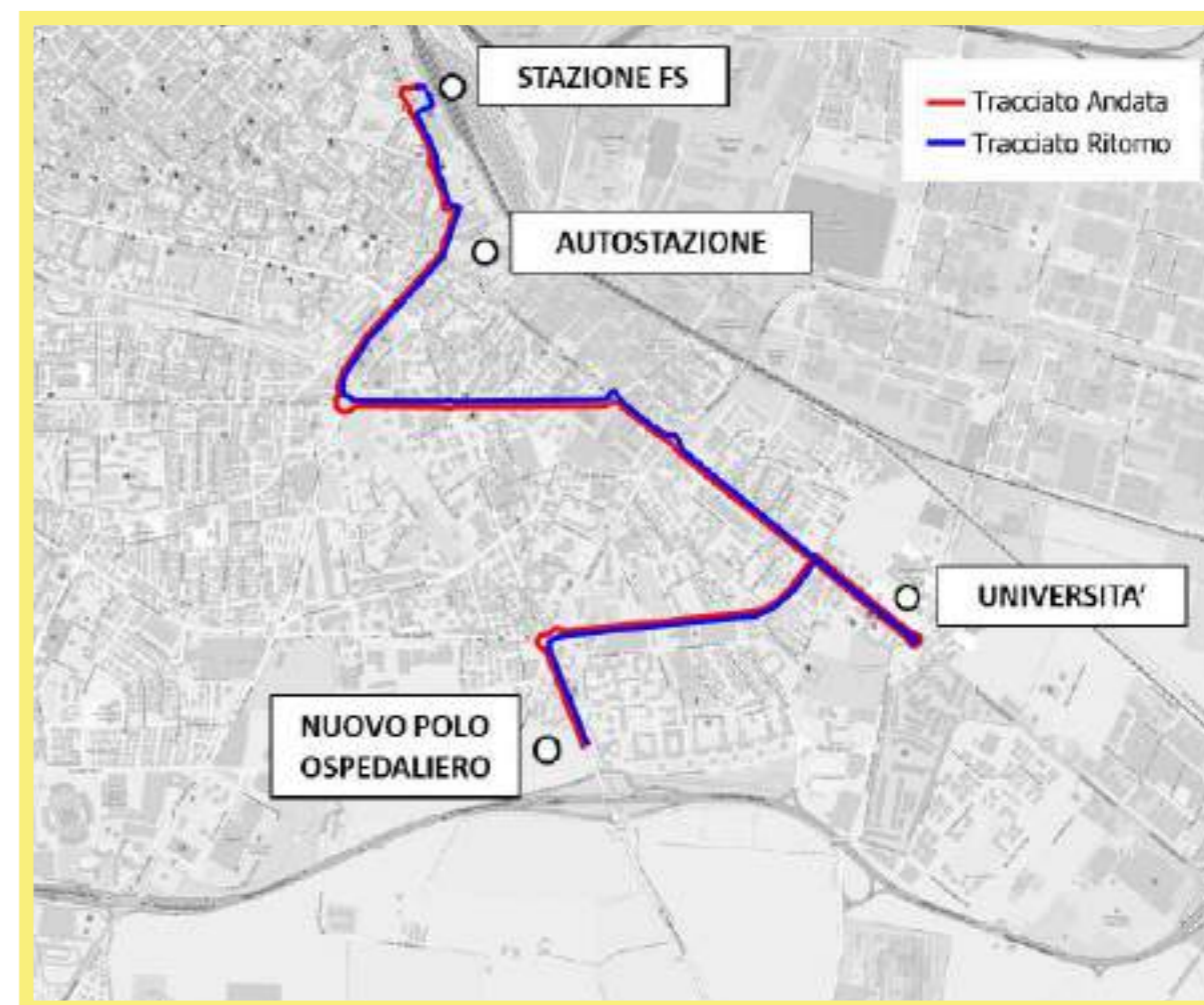 STAZIONE FS
Tracciato Andata
Tracciato Ritorno
AUTOSTAZIONE
UNIVERSITA'
NUOVO POLO
OSPEDALIERO